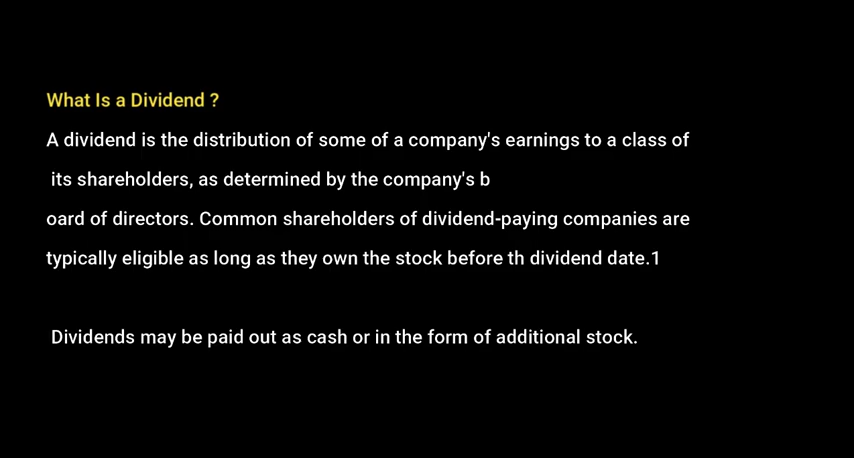 What Is a Dividend ?
A dividend is the distribution of some of a company's earnings to a class of
its shareholders, as determined by the company's b
oard of directors. Common shareholders of dividend-paying companies are
typically eligible as long as they own the stock before th dividend date.1
Dividends may be paid out as cash or in the form of additional stock.